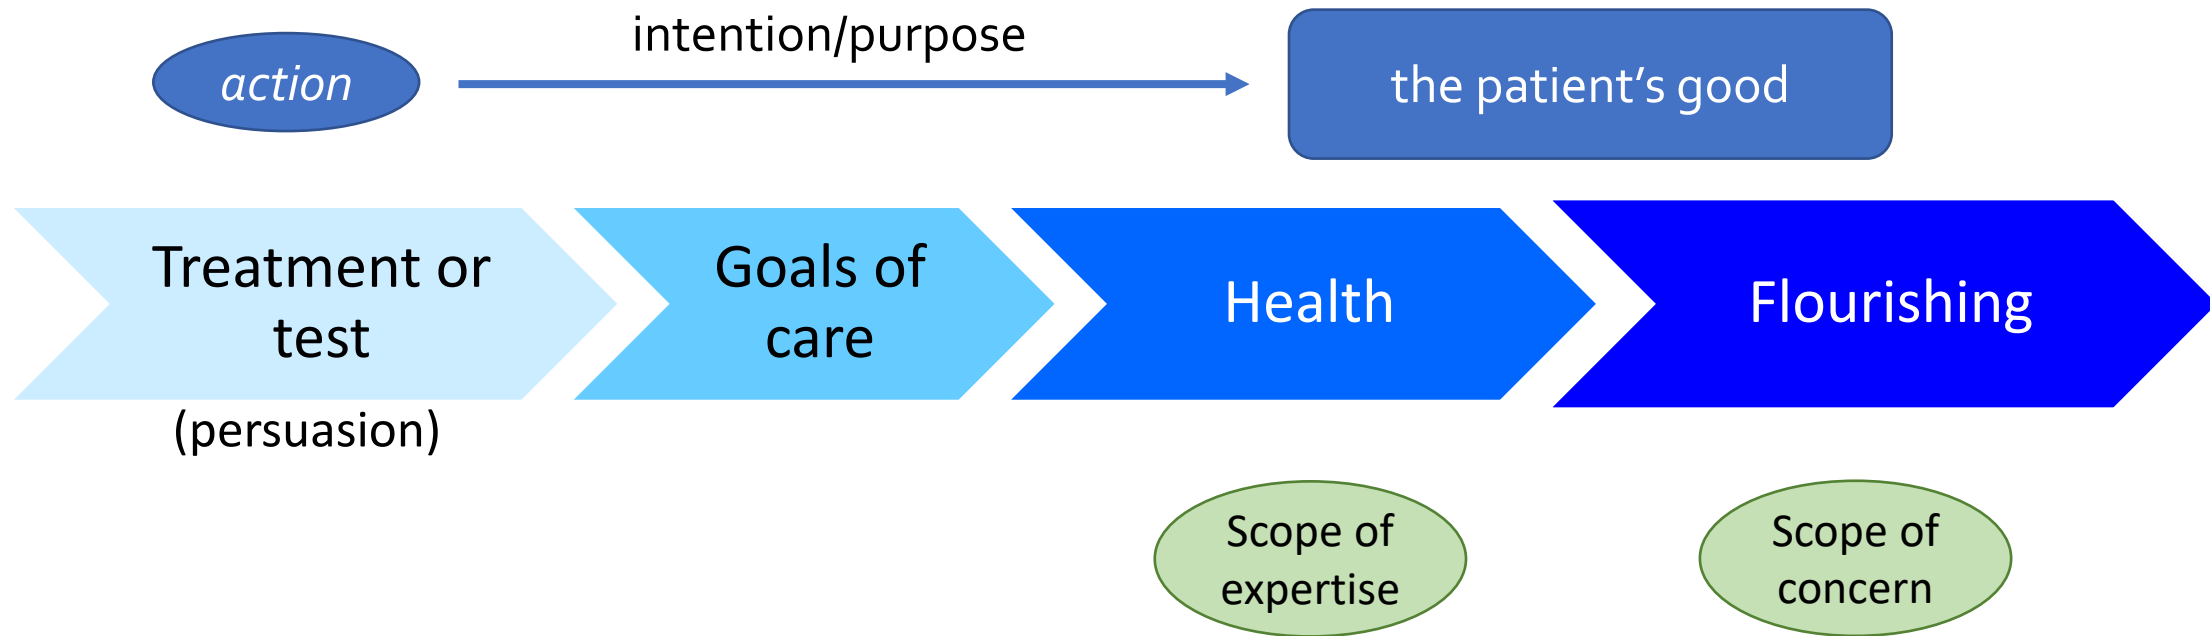 intention/purpose
action
the patient’s good
Treatment or
test
Goals of
care
Health
Flourishing
(persuasion)
Scope of
expertise
Scope of
concern